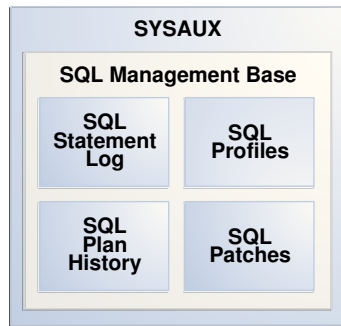 SYSAUX
SQL Management Base
SQL
Statement
Log
SQL
Profiles
SQL
Plan
History
SQL
Patches